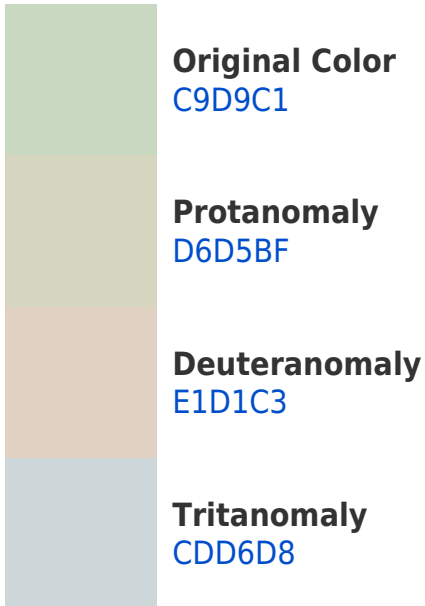 Original Color
C9D9C1
Protanomaly
D6D5BF
Deuteranomaly
E1D1C3
Tritanomaly
CDD6D8